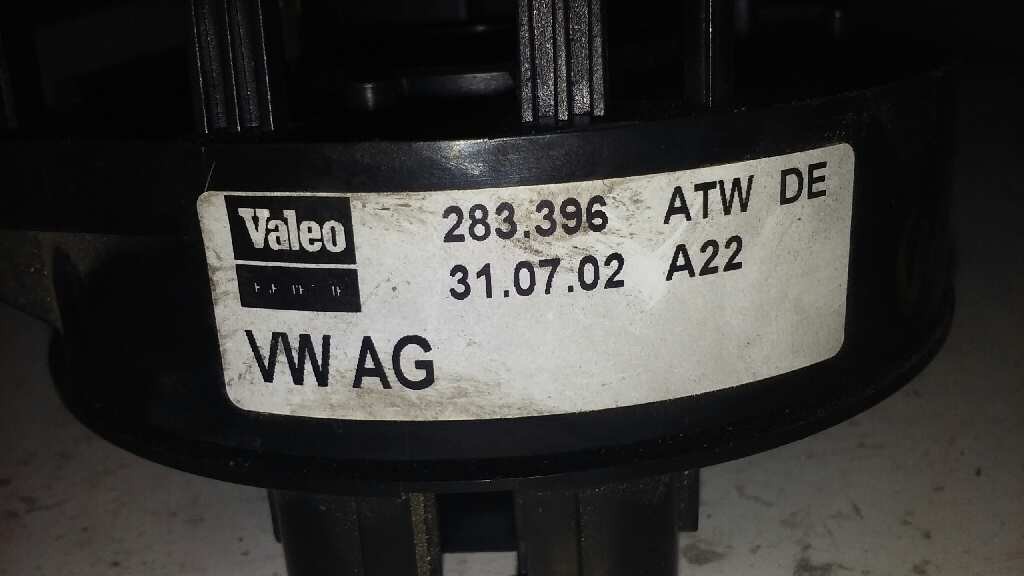 Valeo 283.396 ATW DE
31.07.02 A22
VW AG